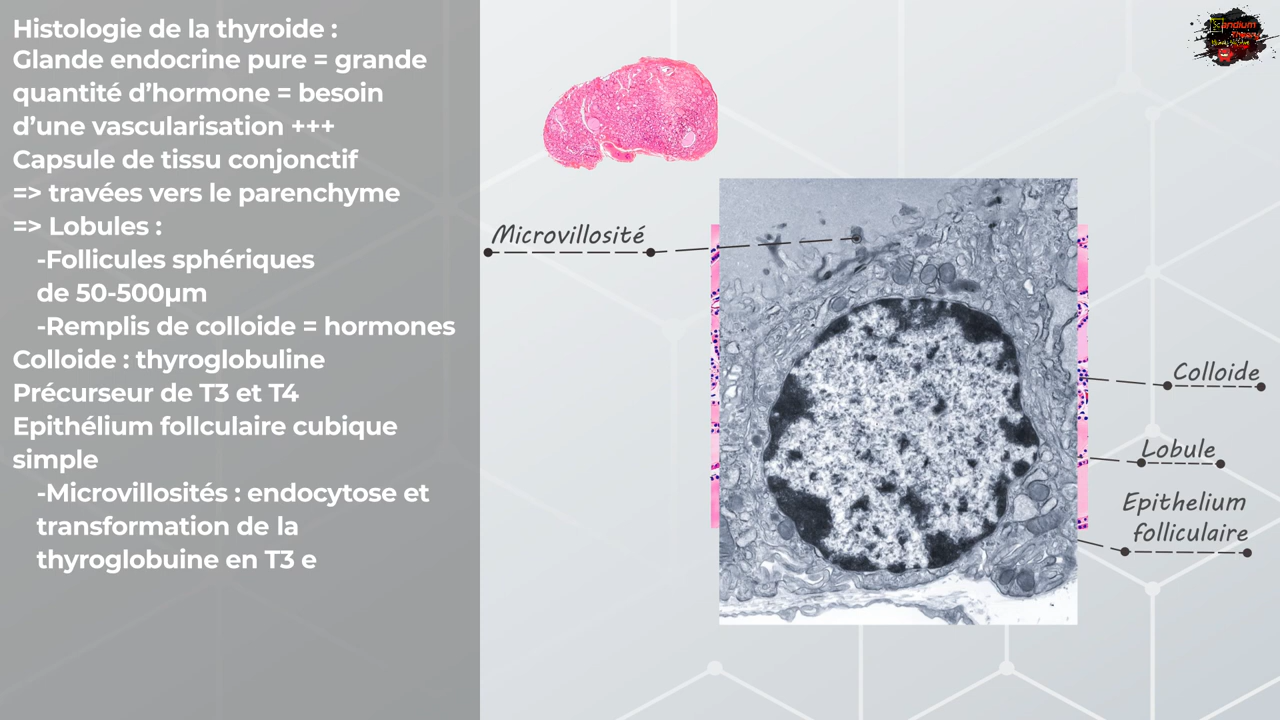 Histologie de la thyroide :
Glande endocrine pure = grande
quantité d'hormone = besoin
d'une vascularisation +++
Capsule de tissu conjonctif
=> travées vers le parenchyme
=> Lobules :
-Follicules sphériques
de 50-500µm
-Remplis de colloide = hormones
Colloide : thyroglobuline
Précurseur de T3 et T4
Epithélium follculaire cubique
simple
-Microvillosités : endocytose et
transformation de la
thyroglobuine en T3 e
Microvillosité
Colloide
Lobule
Epithelium
folliculaire
Scandium